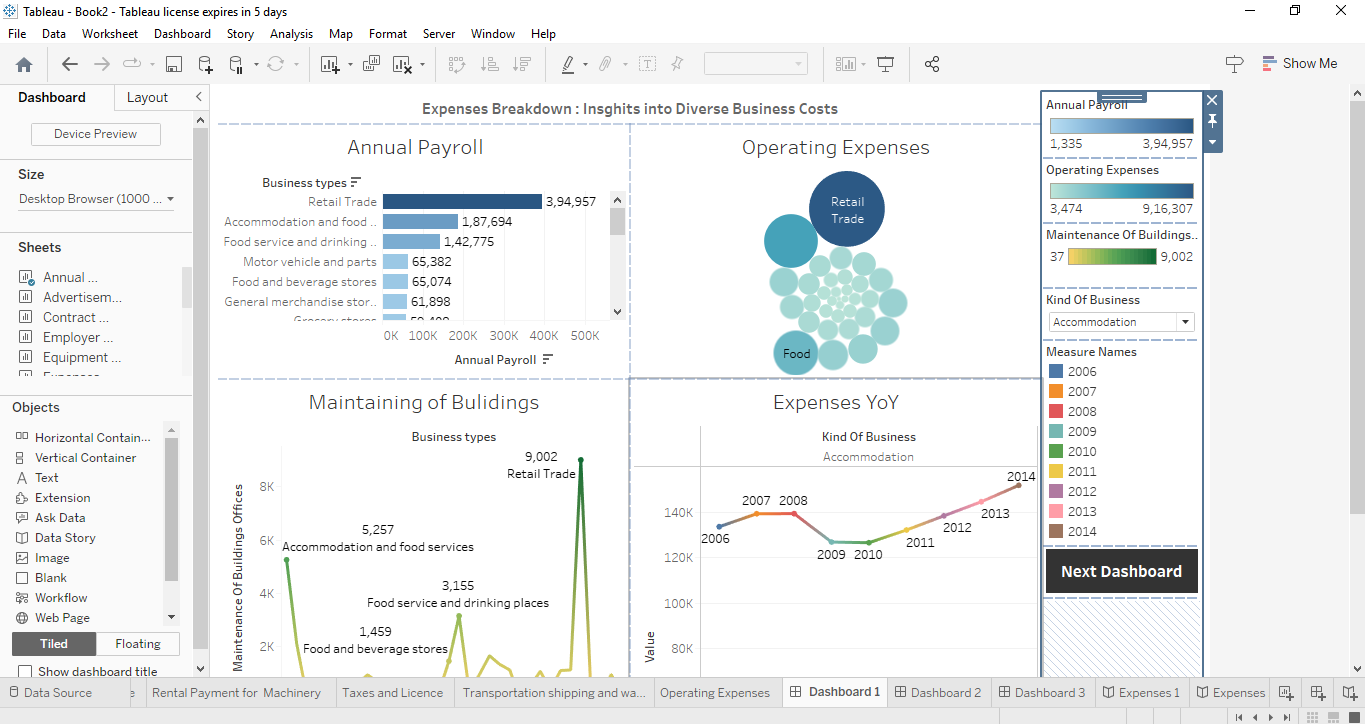 Tableau - Book2 - Tableau license expires in 5 days
File Data Worksheet Dashboard Story Analysis Map Format Server Window Help
Show Me
Dashboard Layout
Device Preview
Size
Desktop Browser (1000 ...
Sheets
Annual ...
Advertisem...
Contract ...
Employer ...
Equipment ...
Expenses
Objects
Horizontal Contain...
Vertical Container
Text
Extension
Ask Data
Data Story
Image
Blank
Workflow
Web Page
Tiled Floating
Show dashboard title
Expenses Breakdown : Insghits into Diverse Business Costs
Annual Payroll
Business types
Retail Trade 3,94,957
Accommodation and food .. 1,87,694
Food service and drinking .. 1,42,775
Motor vehicle and parts 65,382
Food and beverage stores 65,074
General merchandise stor.. 61,898
Grocery stores
0K 100K 200K 300K 400K 500K
Annual Payroll
Operating Expenses
Retail
Trade
Food
Maintaining of Bulidings
Business types
Maintenance Of Buildings Offices
8K
6K
4K
2K
9,002
Retail Trade
5,257
Accommodation and food services
3,155
Food service and drinking places
1,459
Food and beverage stores
Expenses YoY
Kind Of Business
Accommodation
Value
140K
120K
100K
80K
2006
2007
2008
2009
2010
2011
2012
2013
2014
Annual Payroll
1,335 3,94,957
Operating Expenses
3,474 9,16,307
Maintenance Of Buildings..
37 9,002
Kind Of Business
Accommodation
Measure Names
2006
2007
2008
2009
2010
2011
2012
2013
2014
Next Dashboard
Data Source e Rental Payment for Machinery Taxes and Licence Transportation shipping and wa... Operating Expenses Dashboard 1 Dashboard 2 Dashboard 3 Expenses 1 Expenses